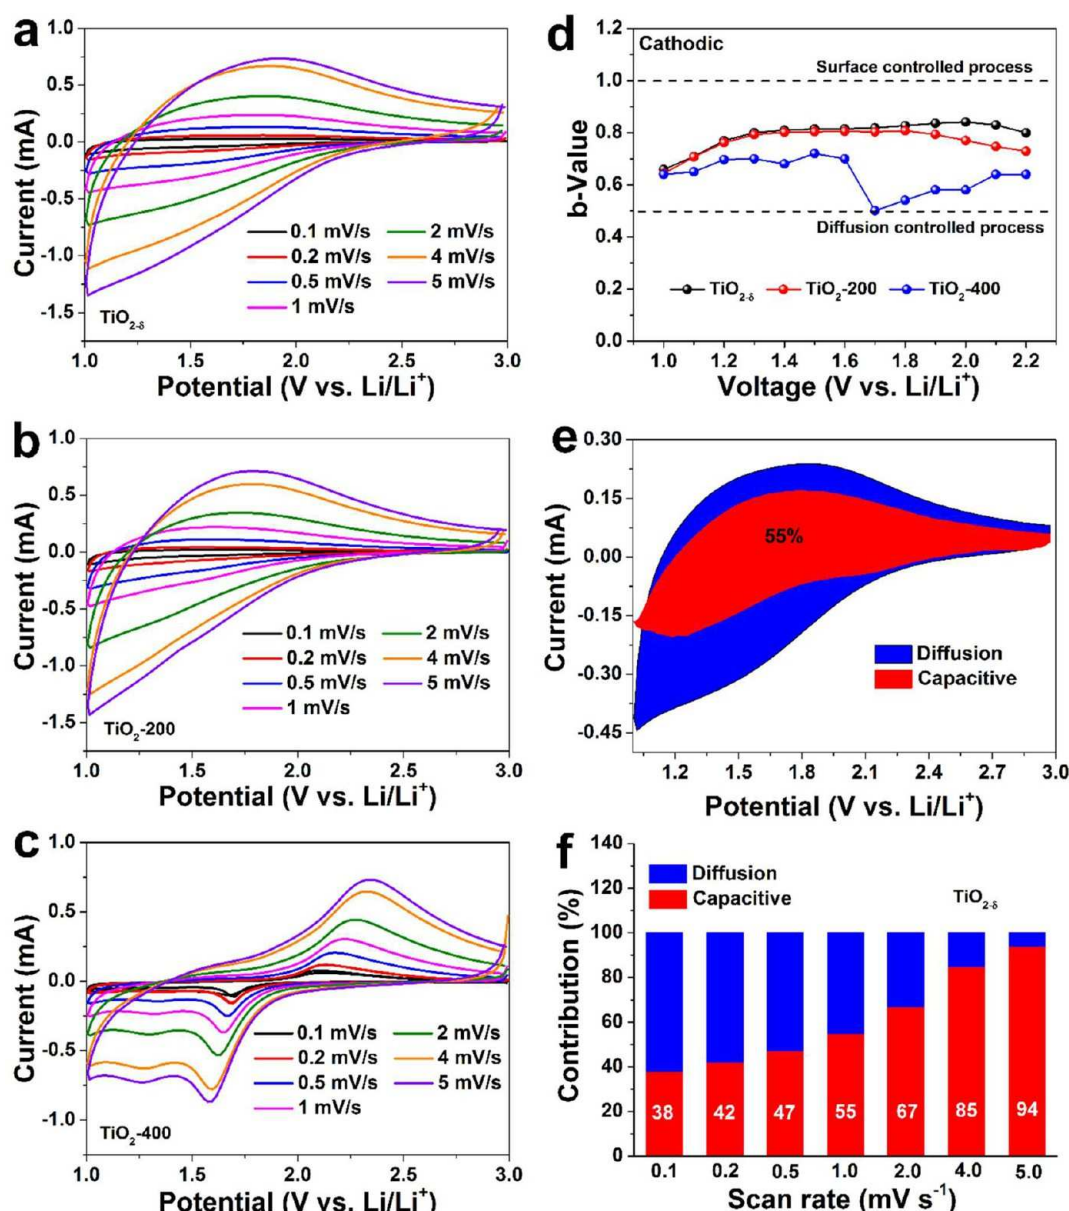 a
1.0
0.5
0.0
-0.5
-1.0
-1.5
Current (mA)
0.1 mV/s
2 mV/s
0.2 mV/s
4 mV/s
0.5 mV/s
5 mV/s
1 mV/s
TiO2-δ
1.0 1.5 2.0 2.5 3.0
Potential (V vs. Li/Li+)
d
1.2
1.0
0.8
0.6
0.4
0.2
0.0
b-Value
Cathodic
Surface controlled process
Diffusion controlled process
TiO2-δ TiO2-200 TiO2-400
1.0 1.2 1.4 1.6 1.8 2.0 2.2
Voltage (V vs. Li/Li+)
b
1.0
0.5
0.0
-0.5
-1.0
-1.5
Current (mA)
0.1 mV/s
2 mV/s
0.2 mV/s
4 mV/s
0.5 mV/s
5 mV/s
1 mV/s
TiO2-200
1.0 1.5 2.0 2.5 3.0
Potential (V vs. Li/Li+)
e
0.30
0.15
0.00
-0.15
-0.30
-0.45
Current (mA)
55%
Diffusion
Capacitive
1.2 1.5 1.8 2.1 2.4 2.7 3.0
Potential (V vs. Li/Li+)
c
1.0
0.5
0.0
-0.5
-1.0
Current (mA)
0.1 mV/s
2 mV/s
0.2 mV/s
4 mV/s
0.5 mV/s
5 mV/s
1 mV/s
TiO2-400
1.0 1.5 2.0 2.5 3.0
Potential (V vs. Li/Li+)
f
140
120
100
80
60
40
20
0
Contribution (%)
Diffusion
Capacitive
TiO2-δ
38 42 47 55 67 85 94
0.1 0.2 0.5 1.0 2.0 4.0 5.0
Scan rate (mV s-1)